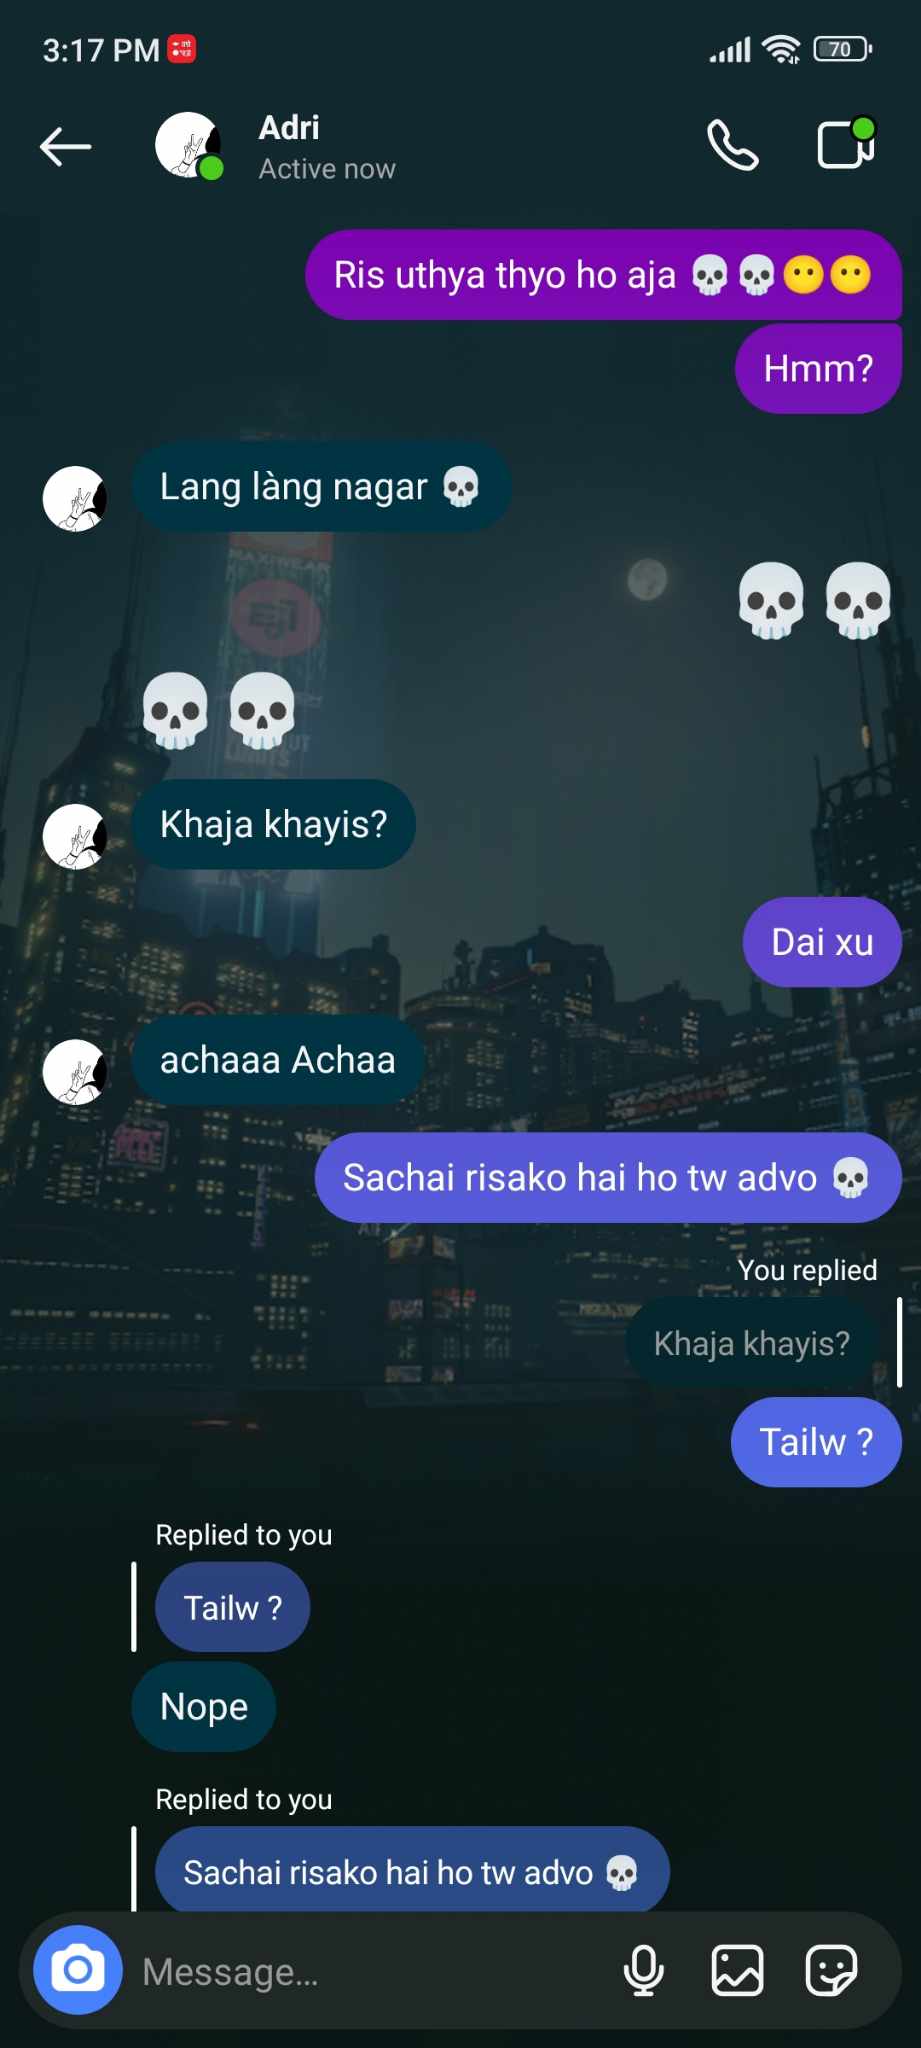 3:17 PM
70
Adri
Active now
Ris uthya thyo ho aja 💀💀😶😶
Hmm?
Lang làng nagar 💀
💀💀
💀💀
Khaja khayis?
Dai xu
achaaa Achaa
Sachai risako hai ho tw advo 💀
You replied
Khaja khayis?
Tailw ?
Replied to you
Tailw ?
Nope
Replied to you
Sachai risako hai ho tw advo 💀
Message...